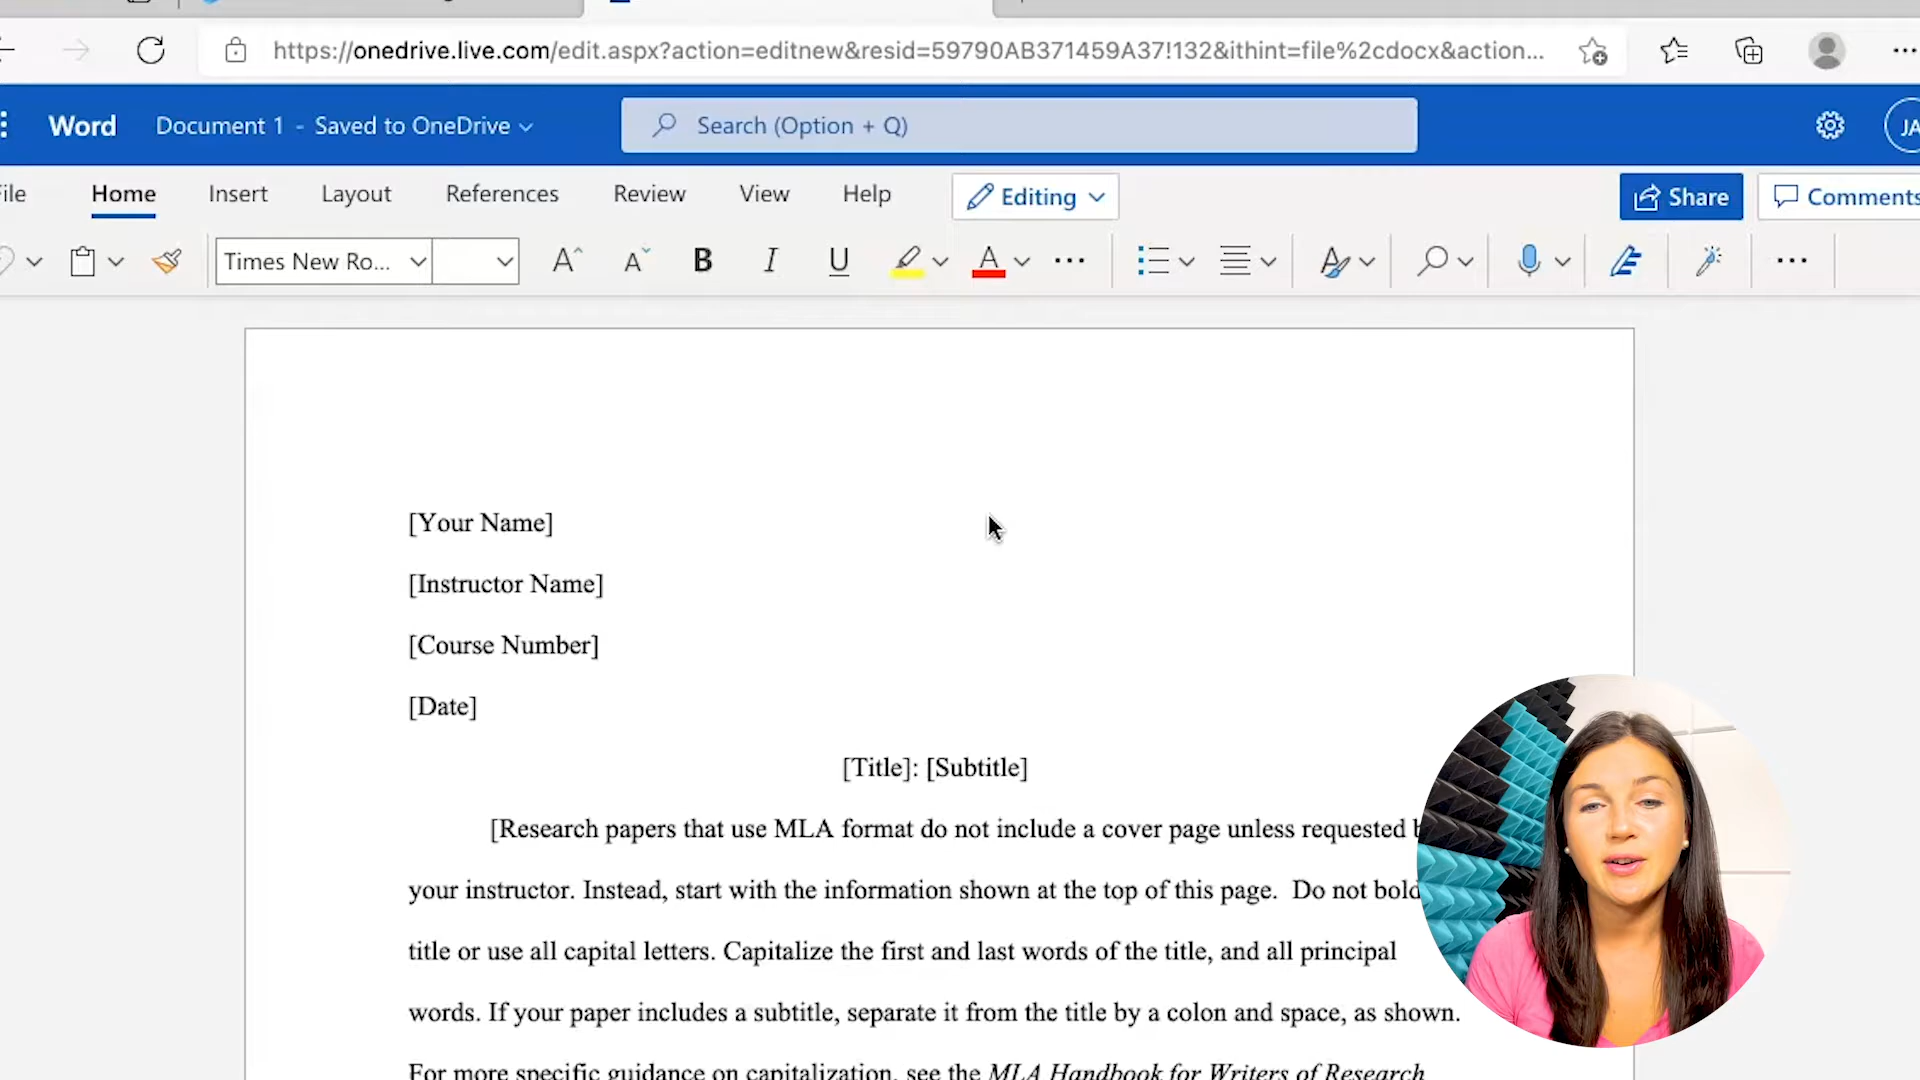 https://onedrive.live.com/edit.aspx?action=editnew&resid=59790AB371459A37!132&ithint=file%2cdocx&action...
Word Document 1 - Saved to OneDrive Search (Option + Q) JA
File Home Insert Layout References Review View Help Editing Share Comments
Times New Ro... A A B I U A
[Your Name]
[Instructor Name]
[Course Number]
[Date]
[Title]: [Subtitle]
[Research papers that use MLA format do not include a cover page unless requested
your instructor. Instead, start with the information shown at the top of this page. Do not bold
title or use all capital letters. Capitalize the first and last words of the title, and all principal
words. If your paper includes a subtitle, separate it from the title by a colon and space, as shown.
For more specific guidance on capitalization, see the MLA Handbook for Writers of Research